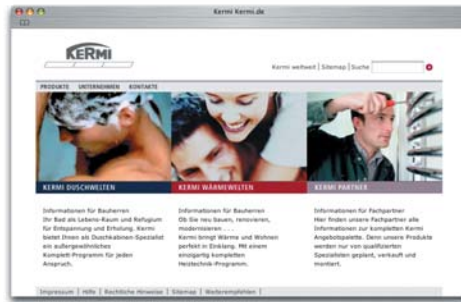 Kermi Kermi.de
KERMI
Kermi weltweit | Sitemap | Suche
PRODUKTE UNTERNEHMEN KONTAKTE
KERMI DUSCHWELTEN
KERMI WÄRMEWELTEN
KERMI PARTNER
Informationen für Bauherren
Ihr Bad als Lebens-Raum und Refugium
für Entspannung und Erholung. Kermi
bietet Ihnen als Duschkabinen-Spezialist
ein außergewöhnliches
Komplett-Programm für jeden
Anspruch.
Informationen für Bauherren
Ob Sie neu bauen, renovieren,
modernisieren . . . .
Kermi bringt Wärme und Wohnen
perfekt in Einklang. Mit einem
einzigartig kompletten
Heiztechnik-Programm.
Informationen für Fachpartner
Hier finden unsere Fachpartner alle
Informationen zur kompletten Kermi
Angebotspalette. Denn unsere Produkte
werden nur von qualifizierten
Spezialisten geplant, verkauft und
montiert.
Impressum | Hilfe | Rechtliche Hinweise | Sitemap | Weiterempfehlen |